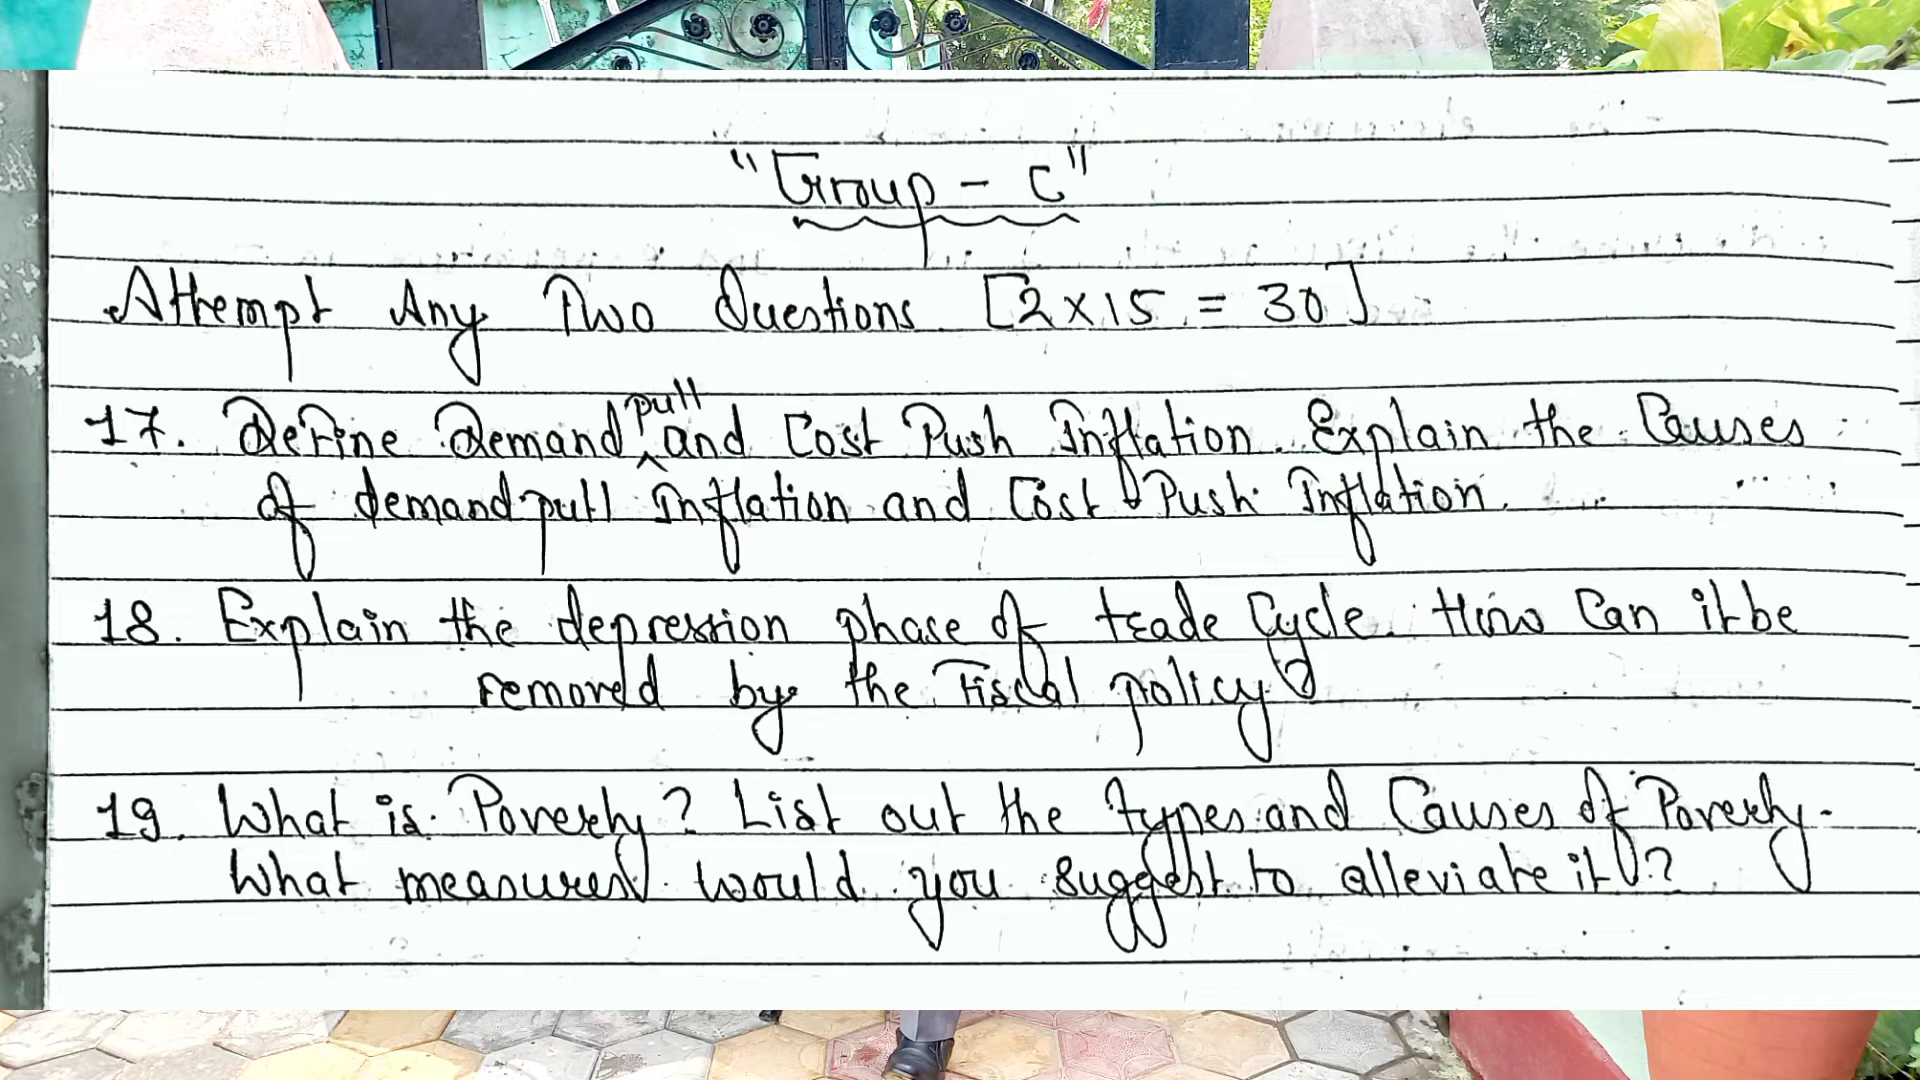 "Group - C"
Attempt Any Two Questions [2×15 = 30]
17. Define Demand pull and Cost Push Inflation. Explain the Causes
of demand pull Inflation and Cost Push Inflation.
18. Explain the depression phase of trade Cycle. How Can it be
removed by the Fiscal policy?
19. What is Poverty? List out the types and Causes of Poverty.
What measures would you suggest to alleviate it?